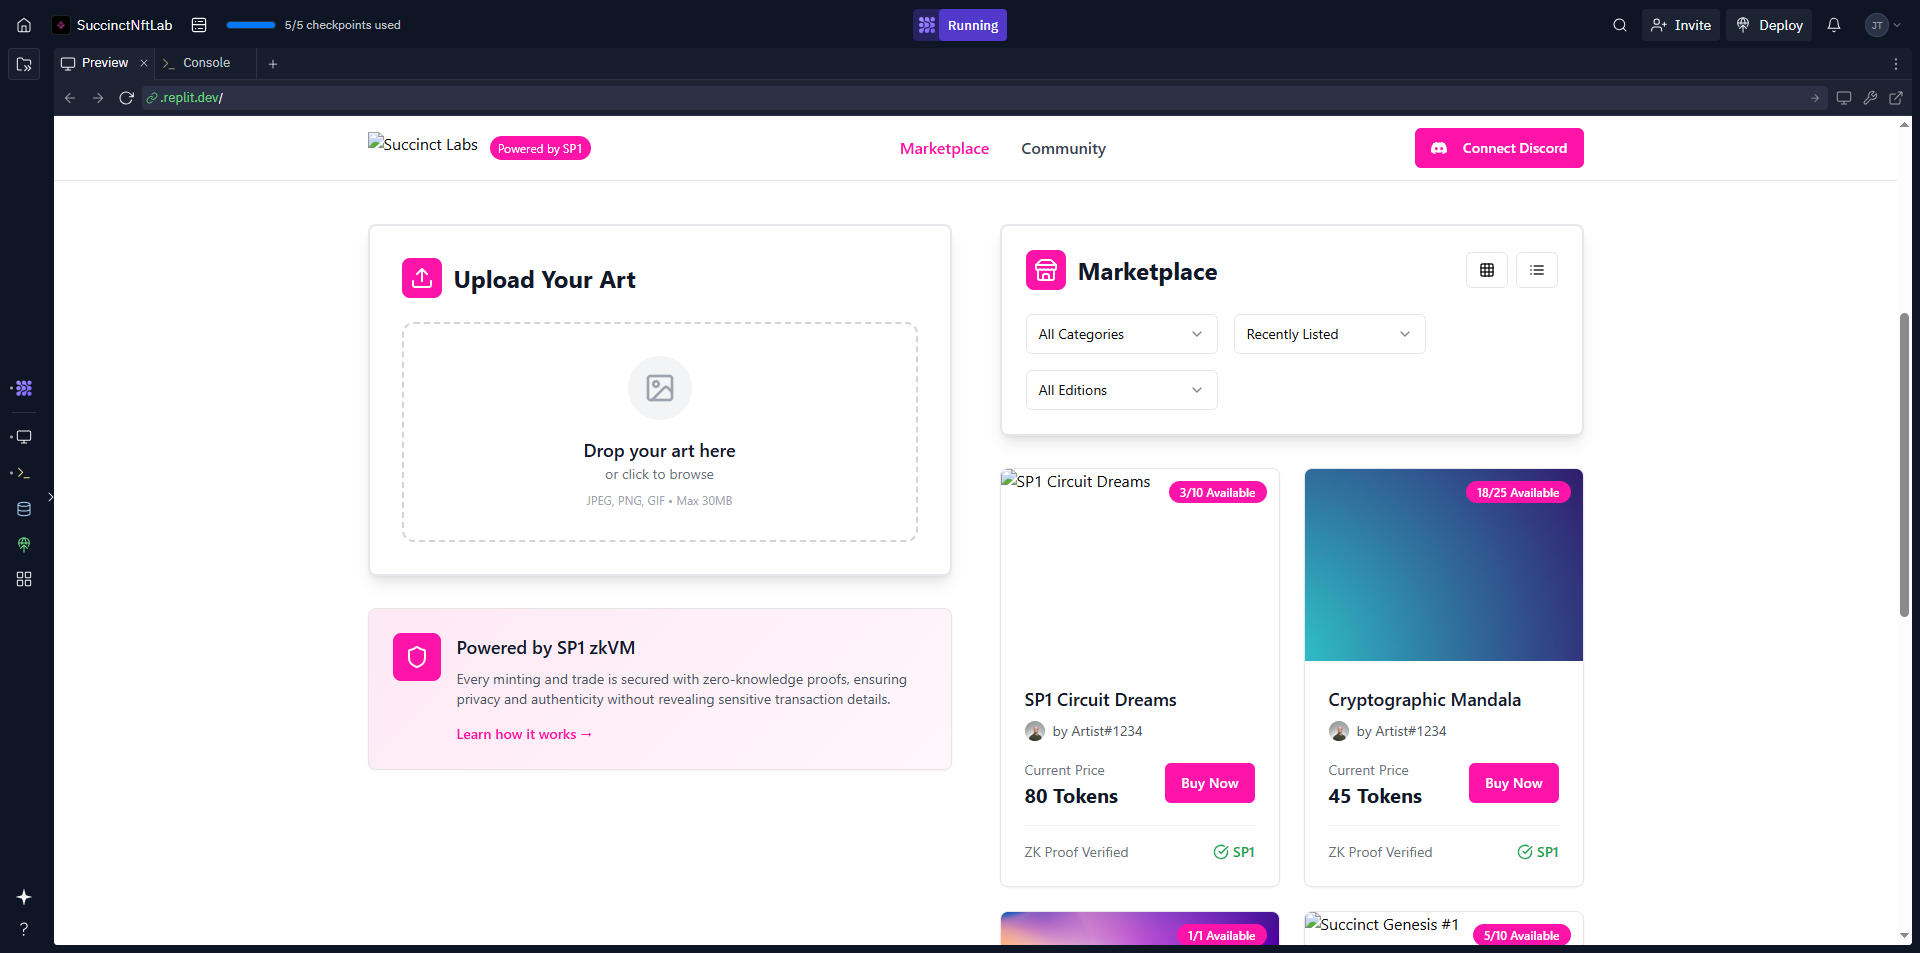 SuccinctNftLab
5/5 checkpoints used
Running
Invite
Deploy
JT
Preview
Console
.replit.dev/
Succinct Labs
Powered by SP1
Marketplace
Community
Connect Discord
Upload Your Art
Drop your art here
or click to browse
JPEG, PNG, GIF • Max 30MB
Powered by SP1 zkVM
Every minting and trade is secured with zero-knowledge proofs, ensuring
privacy and authenticity without revealing sensitive transaction details.
Learn how it works →
Marketplace
All Categories
Recently Listed
All Editions
SP1 Circuit Dreams
3/10 Available
SP1 Circuit Dreams
by Artist#1234
Current Price
80 Tokens
Buy Now
ZK Proof Verified
SP1
18/25 Available
Cryptographic Mandala
by Artist#1234
Current Price
45 Tokens
Buy Now
ZK Proof Verified
SP1
1/1 Available
Succinct Genesis #1
5/10 Available